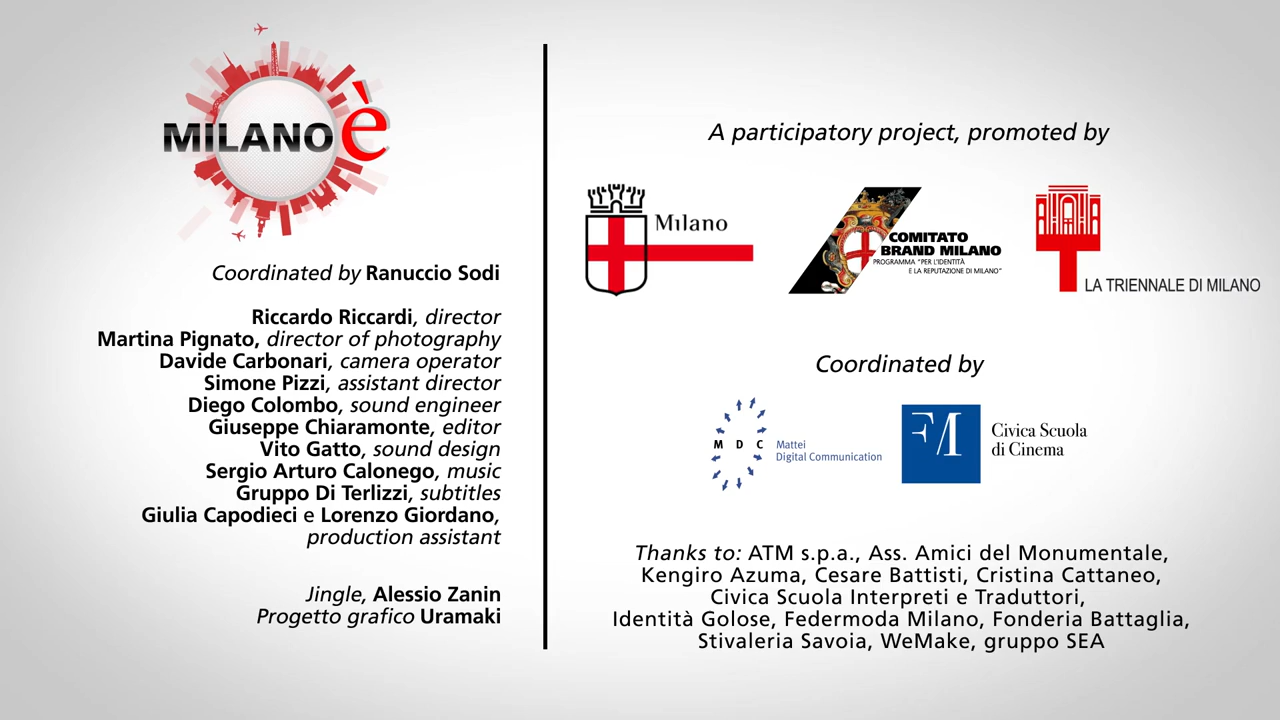 MILANO è
Coordinated by Ranuccio Sodi
Riccardo Riccardi, director
Martina Pignato, director of photography
Davide Carbonari, camera operator
Simone Pizzi, assistant director
Diego Colombo, sound engineer
Giuseppe Chiaramonte, editor
Vito Gatto, sound design
Sergio Arturo Calonego, music
Gruppo Di Terlizzi, subtitles
Giulia Capodieci e Lorenzo Giordano,
production assistant
Jingle, Alessio Zanin
Progetto grafico Uramaki
A participatory project, promoted by
Milano
COMITATO
BRAND MILANO
PROGRAMMA "PER L'IDENTITÀ
E LA REPUTAZIONE DI MILANO"
LA TRIENNALE DI MILANO
Coordinated by
M D C
Mattei
Digital Communication
FM
Civica Scuola
di Cinema
Thanks to: ATM s.p.a., Ass. Amici del Monumentale,
Kengiro Azuma, Cesare Battisti, Cristina Cattaneo,
Civica Scuola Interpreti e Traduttori,
Identità Golose, Federmoda Milano, Fonderia Battaglia,
Stivaleria Savoia, WeMake, gruppo SEA